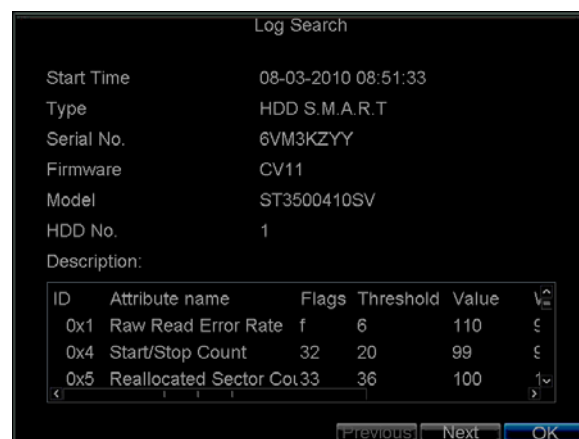 Log Search
Start Time 08-03-2010 08:51:33
Type HDD S.M.A.R.T
Serial No. 6VM3KZYY
Firmware CV11
Model ST3500410SV
HDD No. 1
Description:
ID Attribute name Flags Threshold Value
0x1 Raw Read Error Rate f 6 110
0x4 Start/Stop Count 32 20 99
0x5 Reallocated Sector Cou 33 36 100
Previous Next OK